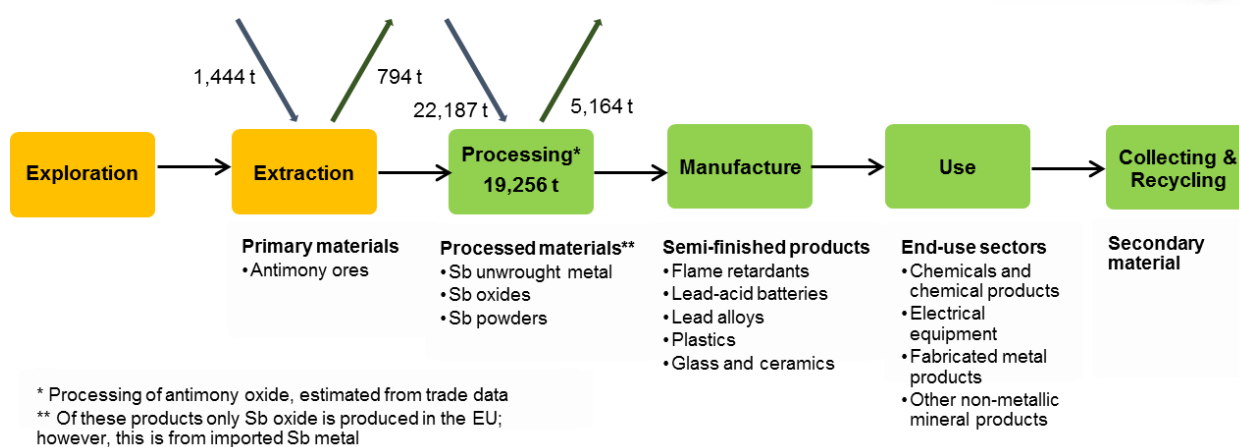 1,444 t
794 t
22,187 t
5,164 t
Exploration
Extraction
Processing*
19,256 t
Manufacture
Use
Collecting &
Recycling
Primary materials
•Antimony ores
Processed materials**
•Sb unwrought metal
•Sb oxides
•Sb powders
Semi-finished products
•Flame retardants
•Lead-acid batteries
•Lead alloys
•Plastics
•Glass and ceramics
End-use sectors
•Chemicals and
chemical products
•Electrical
equipment
•Fabricated metal
products
•Other non-metallic
mineral products
Secondary
material
* Processing of antimony oxide, estimated from trade data
** Of these products only Sb oxide is produced in the EU;
however, this is from imported Sb metal